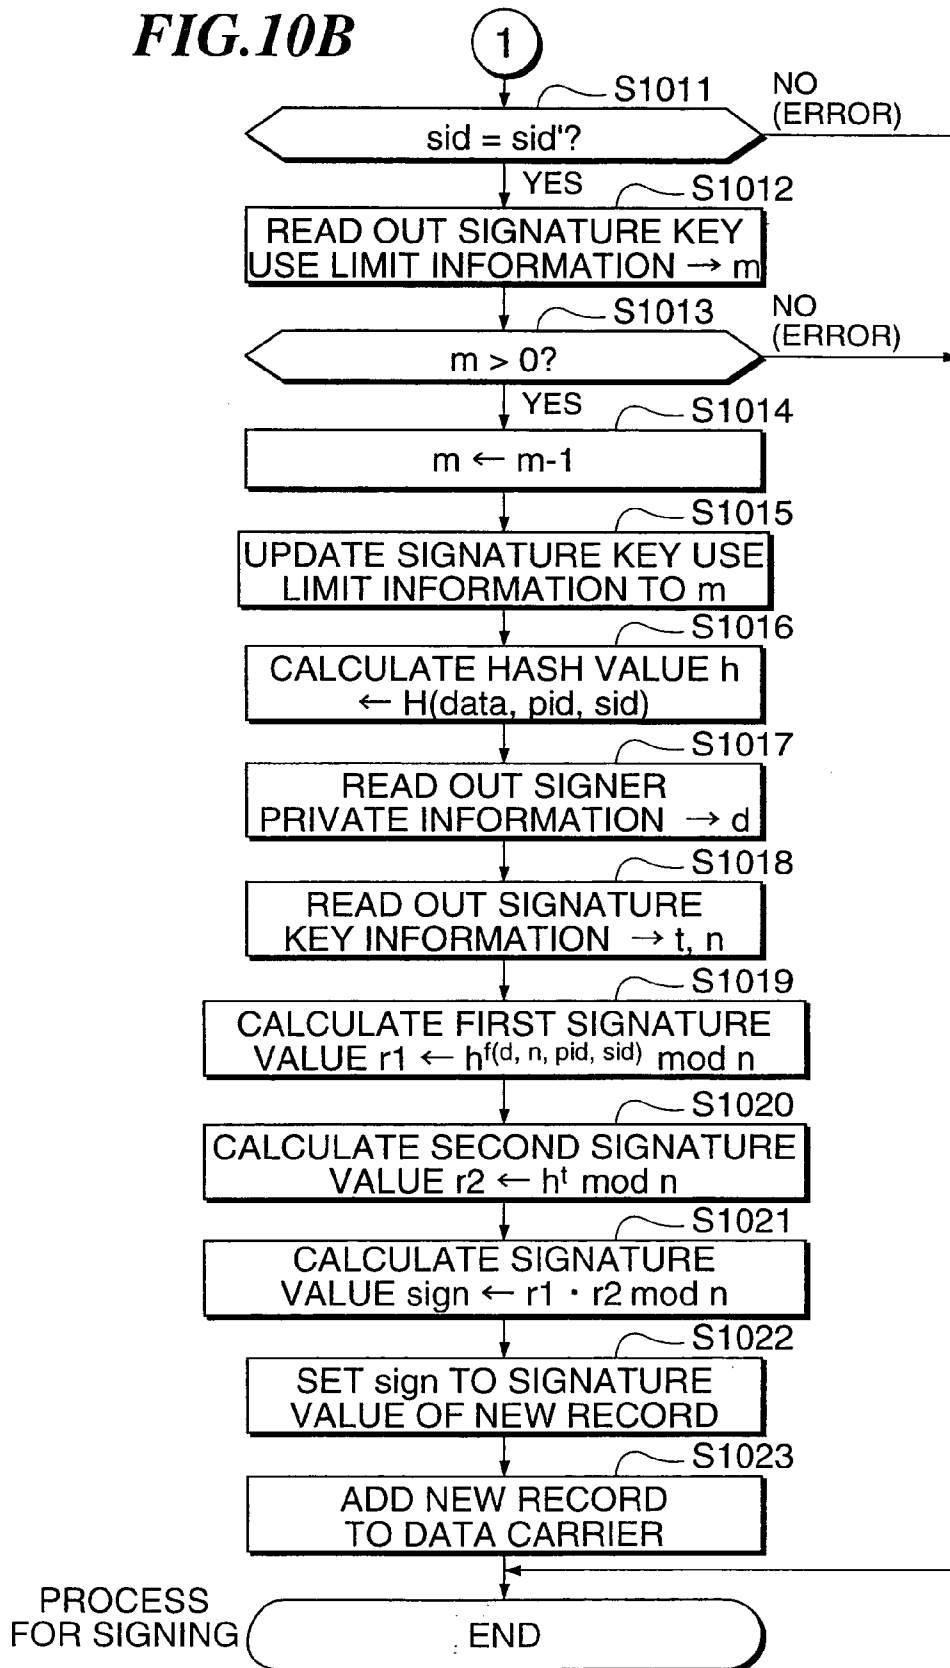 FIG.10B
1
S1011
NO
(ERROR)
sid = sid'?
YES
S1012
READ OUT SIGNATURE KEY
USE LIMIT INFORMATION → m
S1013
NO
(ERROR)
m > 0?
YES
S1014
m ← m-1
S1015
UPDATE SIGNATURE KEY USE
LIMIT INFORMATION TO m
S1016
CALCULATE HASH VALUE h
← H(data, pid, sid)
S1017
READ OUT SIGNER
PRIVATE INFORMATION → d
S1018
READ OUT SIGNATURE
KEY INFORMATION → t, n
S1019
CALCULATE FIRST SIGNATURE
VALUE r1 ← h^f(d, n, pid, sid) mod n
S1020
CALCULATE SECOND SIGNATURE
VALUE r2 ← h^t mod n
S1021
CALCULATE SIGNATURE
VALUE sign ← r1 · r2 mod n
S1022
SET sign TO SIGNATURE
VALUE OF NEW RECORD
S1023
ADD NEW RECORD
TO DATA CARRIER
PROCESS
FOR SIGNING
END